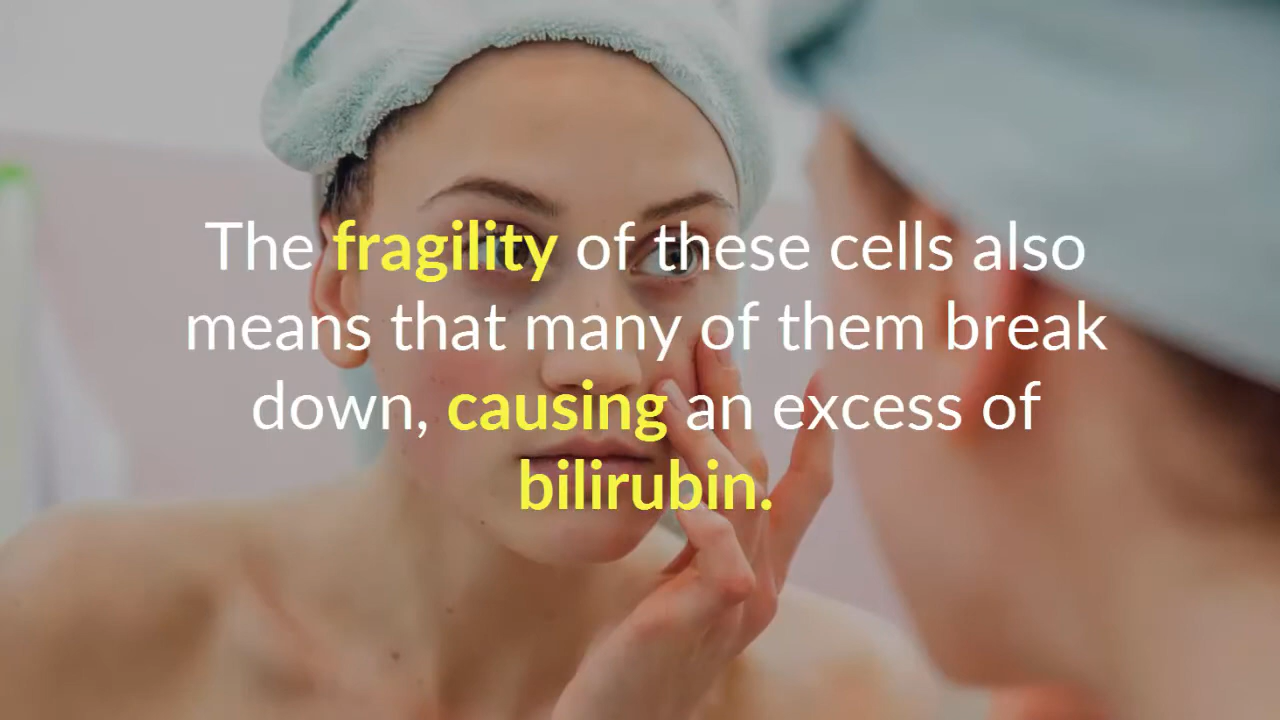 The fragility of these cells also
means that many of them break
down, causing an excess of
bilirubin.